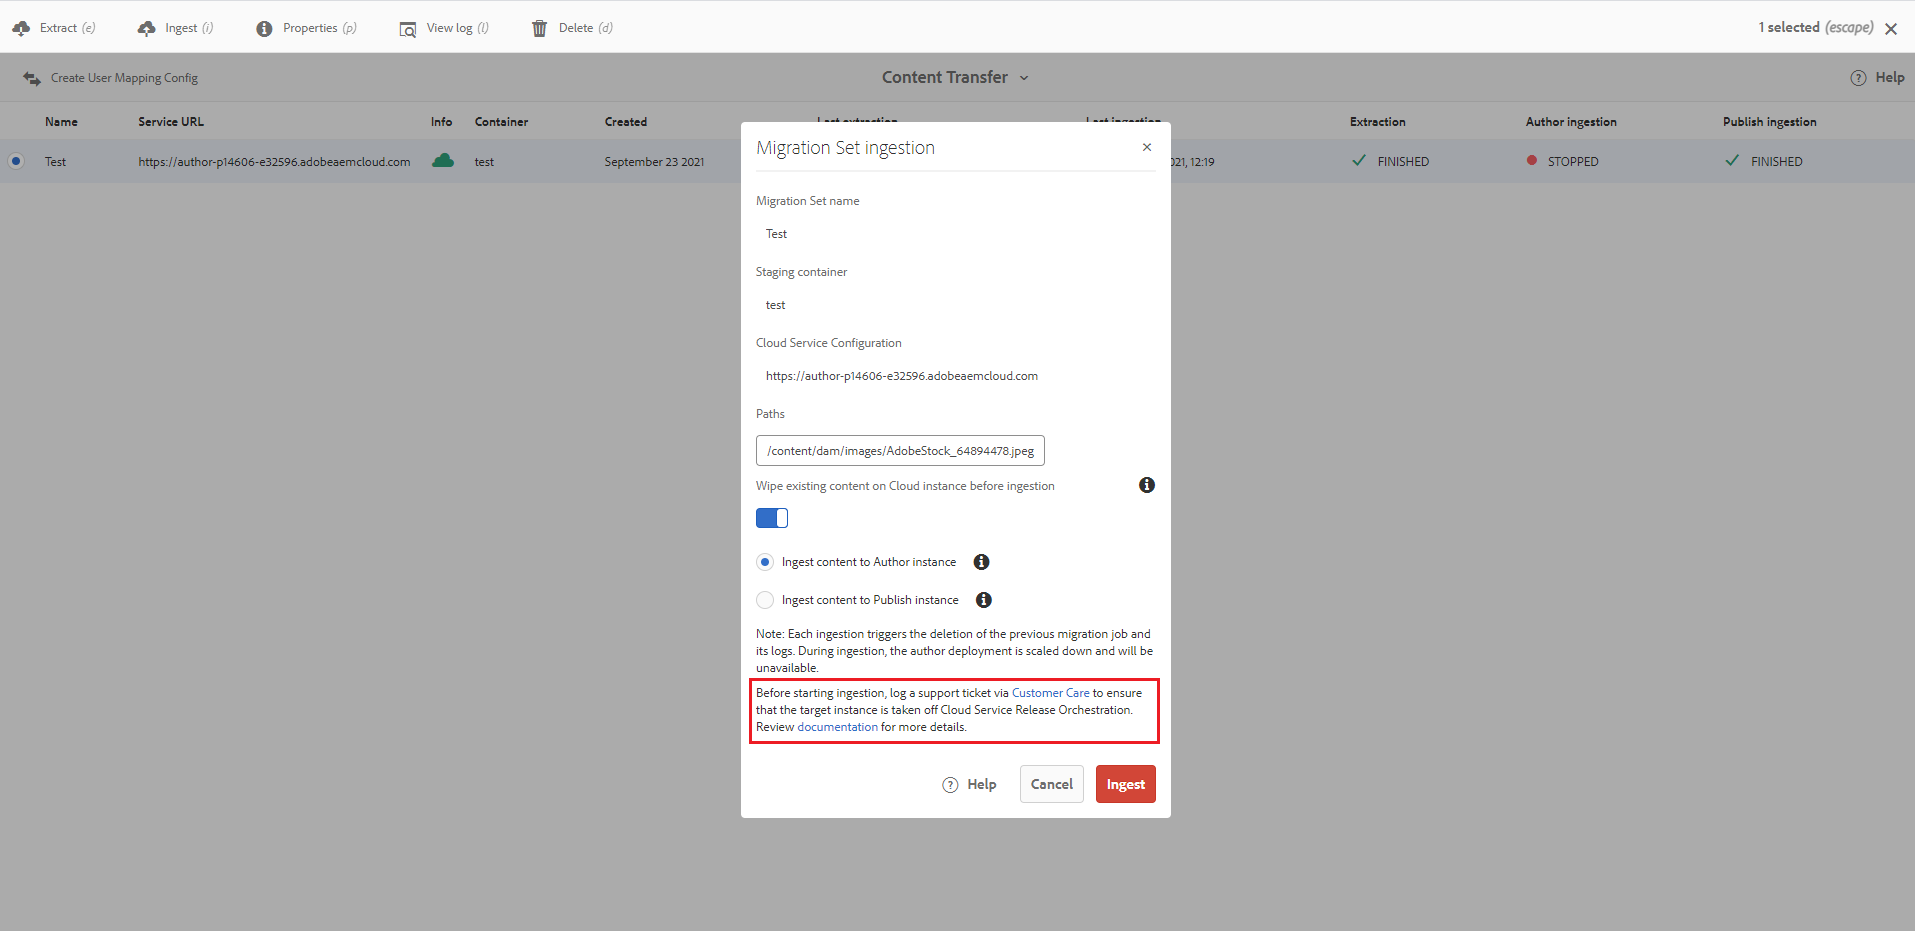 Extract (e) Ingest (i) Properties (p) View log (l) Delete (d) 1 selected (escape)
Create User Mapping Config Content Transfer Help
Name Service URL Info Container Created Last extraction Last ingestion Extraction Author ingestion Publish ingestion
Test https://author-p14606-e32596.adobeaemcloud.com test September 23 2021 021, 12:19 FINISHED STOPPED FINISHED
Migration Set ingestion
Migration Set name
Test
Staging container
test
Cloud Service Configuration
https://author-p14606-e32596.adobeaemcloud.com
Paths
/content/dam/images/AdobeStock_64894478.jpeg
Wipe existing content on Cloud instance before ingestion
Ingest content to Author instance
Ingest content to Publish instance
Note: Each ingestion triggers the deletion of the previous migration job and
its logs. During ingestion, the author deployment is scaled down and will be
unavailable.
Before starting ingestion, log a support ticket via Customer Care to ensure
that the target instance is taken off Cloud Service Release Orchestration.
Review documentation for more details.
Help Cancel Ingest